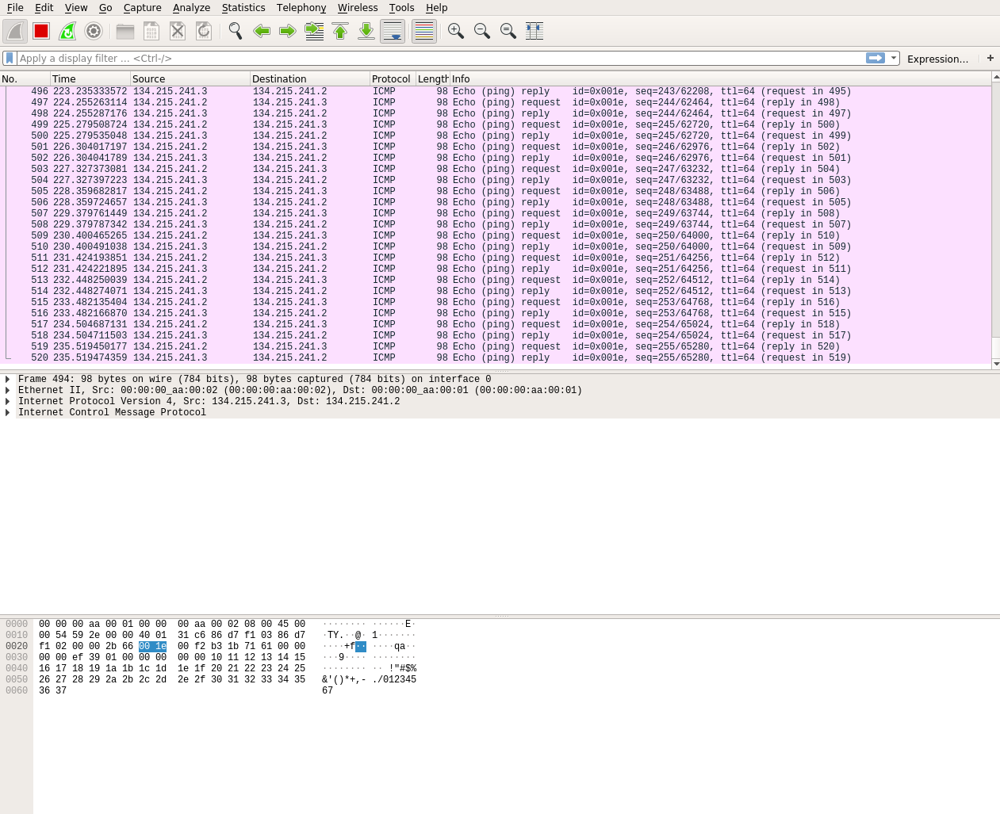 File Edit View Go Capture Analyze Statistics Telephony Wireless Tools Help
Apply a display filter ... <Ctrl-/> Expression... +
No. Time Source Destination Protocol Length Info
496 223.235333572 134.215.241.3 134.215.241.2 ICMP 98 Echo (ping) reply id=0x001e, seq=243/62208, ttl=64 (request in 495)
497 224.255263114 134.215.241.2 134.215.241.3 ICMP 98 Echo (ping) request id=0x001e, seq=244/62464, ttl=64 (reply in 498)
498 224.255287176 134.215.241.3 134.215.241.2 ICMP 98 Echo (ping) reply id=0x001e, seq=244/62464, ttl=64 (request in 497)
499 225.279508724 134.215.241.2 134.215.241.3 ICMP 98 Echo (ping) request id=0x001e, seq=245/62720, ttl=64 (reply in 500)
500 225.279535048 134.215.241.3 134.215.241.2 ICMP 98 Echo (ping) reply id=0x001e, seq=245/62720, ttl=64 (request in 499)
501 226.304017197 134.215.241.2 134.215.241.3 ICMP 98 Echo (ping) request id=0x001e, seq=246/62976, ttl=64 (reply in 502)
502 226.304041789 134.215.241.3 134.215.241.2 ICMP 98 Echo (ping) reply id=0x001e, seq=246/62976, ttl=64 (request in 501)
503 227.327373081 134.215.241.2 134.215.241.3 ICMP 98 Echo (ping) request id=0x001e, seq=247/63232, ttl=64 (reply in 504)
504 227.327397223 134.215.241.3 134.215.241.2 ICMP 98 Echo (ping) reply id=0x001e, seq=247/63232, ttl=64 (request in 503)
505 228.359682817 134.215.241.2 134.215.241.3 ICMP 98 Echo (ping) request id=0x001e, seq=248/63488, ttl=64 (reply in 506)
506 228.359724657 134.215.241.3 134.215.241.2 ICMP 98 Echo (ping) reply id=0x001e, seq=248/63488, ttl=64 (request in 505)
507 229.379761449 134.215.241.2 134.215.241.3 ICMP 98 Echo (ping) request id=0x001e, seq=249/63744, ttl=64 (reply in 508)
508 229.379787342 134.215.241.3 134.215.241.2 ICMP 98 Echo (ping) reply id=0x001e, seq=249/63744, ttl=64 (request in 507)
509 230.400465265 134.215.241.2 134.215.241.3 ICMP 98 Echo (ping) request id=0x001e, seq=250/64000, ttl=64 (reply in 510)
510 230.400491038 134.215.241.3 134.215.241.2 ICMP 98 Echo (ping) reply id=0x001e, seq=250/64000, ttl=64 (request in 509)
511 231.424193851 134.215.241.2 134.215.241.3 ICMP 98 Echo (ping) request id=0x001e, seq=251/64256, ttl=64 (reply in 512)
512 231.424221895 134.215.241.3 134.215.241.2 ICMP 98 Echo (ping) reply id=0x001e, seq=251/64256, ttl=64 (request in 511)
513 232.448250039 134.215.241.2 134.215.241.3 ICMP 98 Echo (ping) request id=0x001e, seq=252/64512, ttl=64 (reply in 514)
514 232.448274071 134.215.241.3 134.215.241.2 ICMP 98 Echo (ping) reply id=0x001e, seq=252/64512, ttl=64 (request in 513)
515 233.482135404 134.215.241.2 134.215.241.3 ICMP 98 Echo (ping) request id=0x001e, seq=253/64768, ttl=64 (reply in 516)
516 233.482166870 134.215.241.3 134.215.241.2 ICMP 98 Echo (ping) reply id=0x001e, seq=253/64768, ttl=64 (request in 515)
517 234.504687131 134.215.241.2 134.215.241.3 ICMP 98 Echo (ping) request id=0x001e, seq=254/65024, ttl=64 (reply in 518)
518 234.504711503 134.215.241.3 134.215.241.2 ICMP 98 Echo (ping) reply id=0x001e, seq=254/65024, ttl=64 (request in 517)
519 235.519450177 134.215.241.2 134.215.241.3 ICMP 98 Echo (ping) request id=0x001e, seq=255/65280, ttl=64 (reply in 520)
520 235.519474359 134.215.241.3 134.215.241.2 ICMP 98 Echo (ping) reply id=0x001e, seq=255/65280, ttl=64 (request in 519)
Frame 494: 98 bytes on wire (784 bits), 98 bytes captured (784 bits) on interface 0
Ethernet II, Src: 00:00:00_aa:00:02 (00:00:00:aa:00:02), Dst: 00:00:00_aa:00:01 (00:00:00:aa:00:01)
Internet Protocol Version 4, Src: 134.215.241.3, Dst: 134.215.241.2
Internet Control Message Protocol
0000 00 00 00 aa 00 01 00 00 00 aa 00 02 08 00 45 00 ········ ······E·
0010 00 54 59 2e 00 00 40 01 31 c6 86 d7 f1 03 86 d7 ·TY.··@· 1·······
0020 f1 02 00 00 2b 66 00 1e 00 f2 b3 1b 71 61 00 00 ····+f·· ····qa··
0030 00 00 ef 39 01 00 00 00 00 00 10 11 12 13 14 15 ···9···· ········
0040 16 17 18 19 1a 1b 1c 1d 1e 1f 20 21 22 23 24 25 ········ ·· !"#$%
0050 26 27 28 29 2a 2b 2c 2d 2e 2f 30 31 32 33 34 35 &'()*+,- ./012345
0060 36 37 67